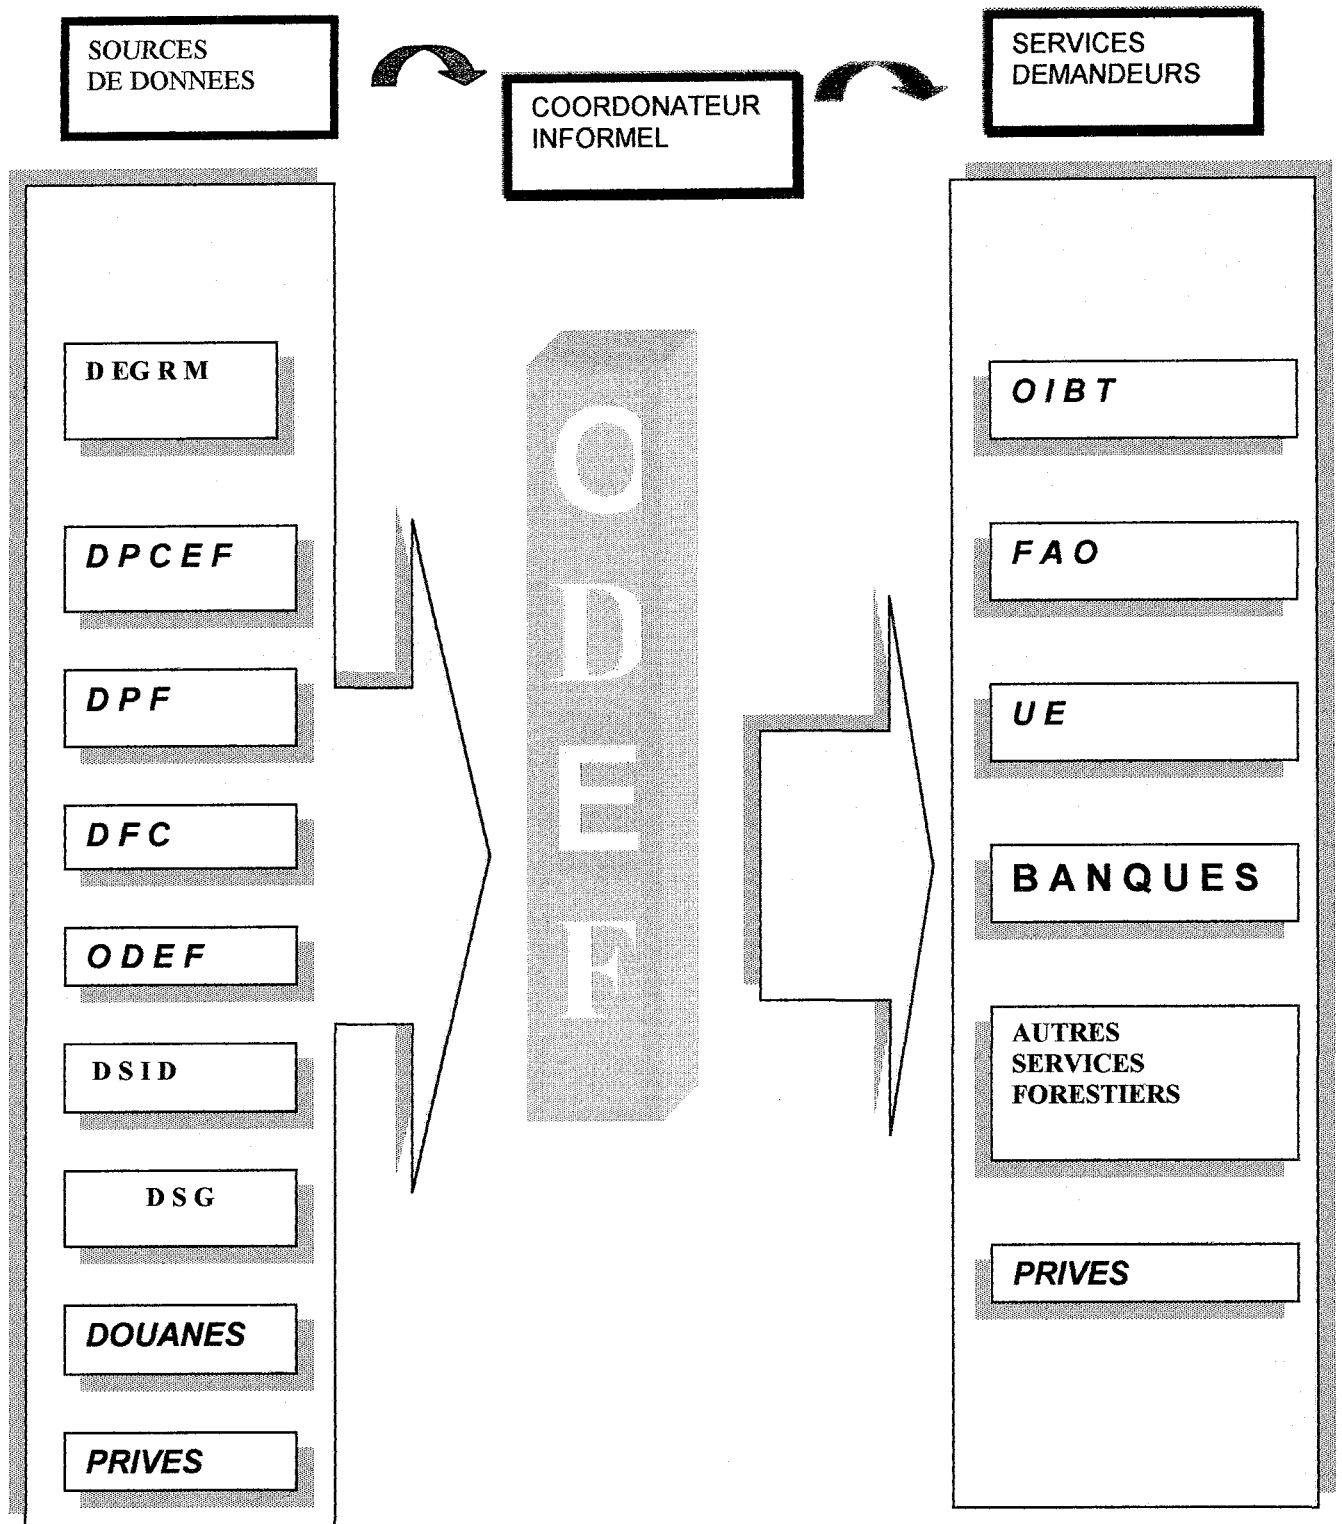 SOURCES
DE DONNEES
COORDONATEUR
INFORMEL
SERVICES
DEMANDEURS
D EG R M
D P C E F
D P F
D F C
O D E F
D S I D
D S G
DOUANES
PRIVES
O
D
E
F
O I B T
F A O
U E
B A N Q U E S
AUTRES
SERVICES
FORESTIERS
PRIVES